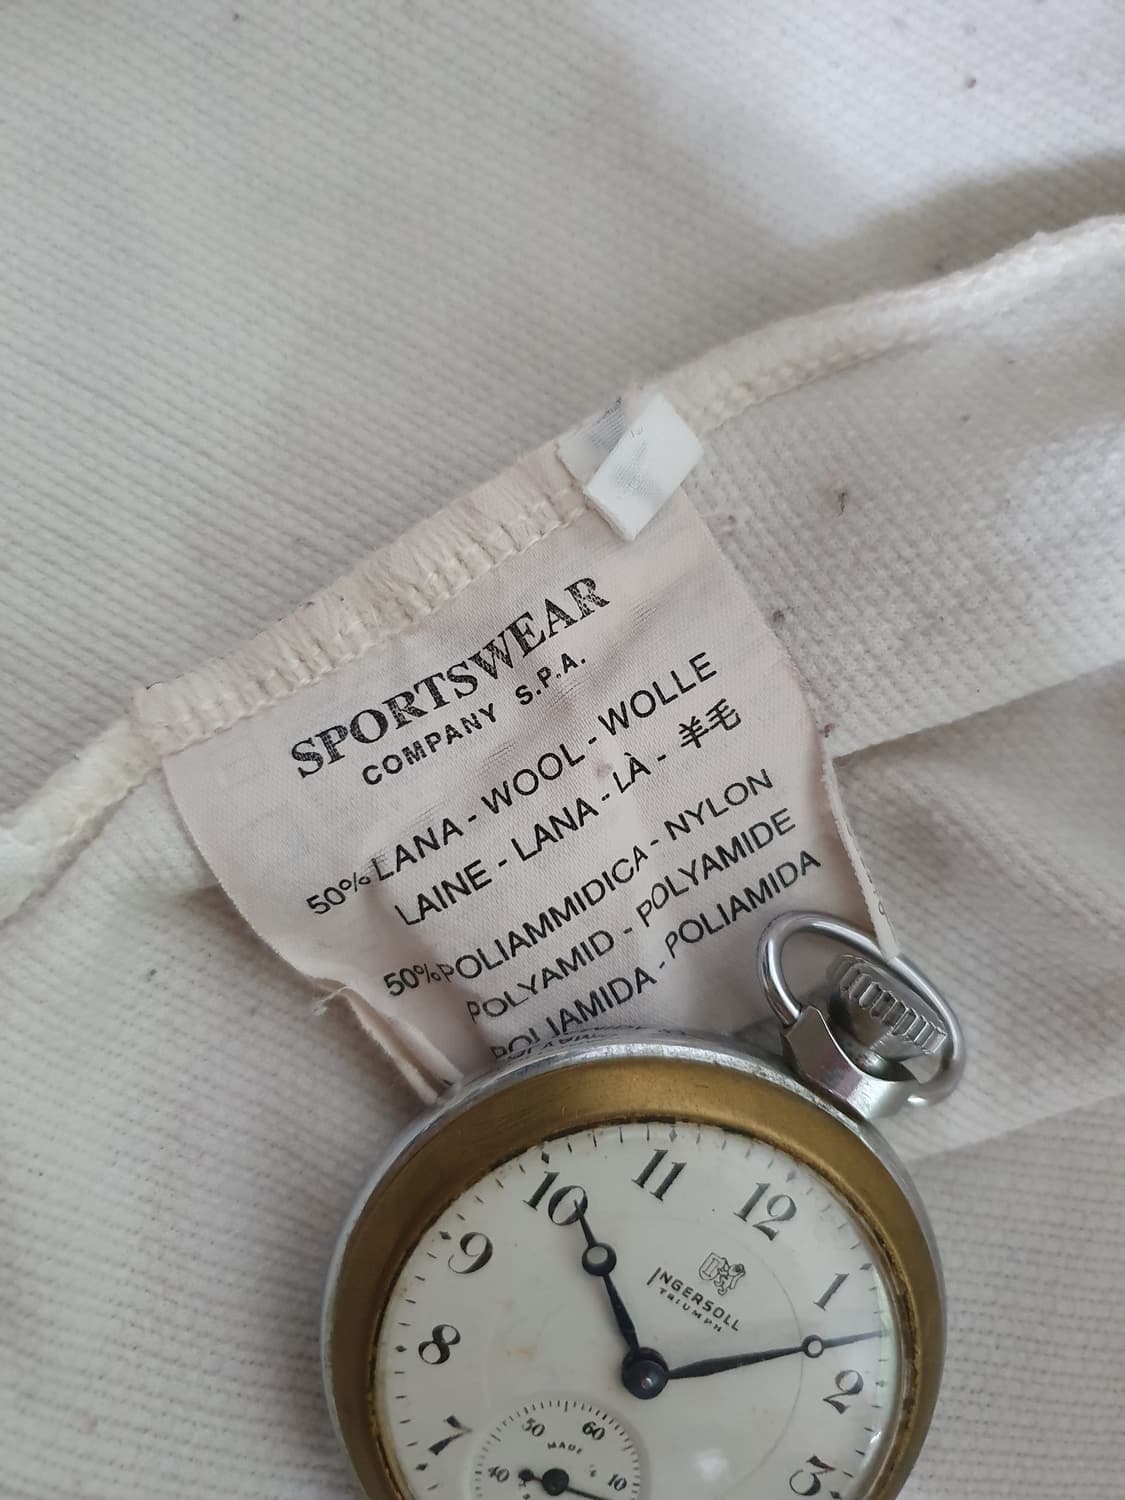 SPORTSWEAR
COMPANY S.P.A.
50% LANA - WOOL - WOLLE
LAINE - LANA - LÀ - 羊毛
50% POLIAMMIDICA - NYLON
POLYAMID - POLYAMIDE
POLIAMIDA - POLIAMIDA
11
10
12
9
INGERSOLL
TRIUMPH
1
8
2
7
3
50
60
MADE
40
10